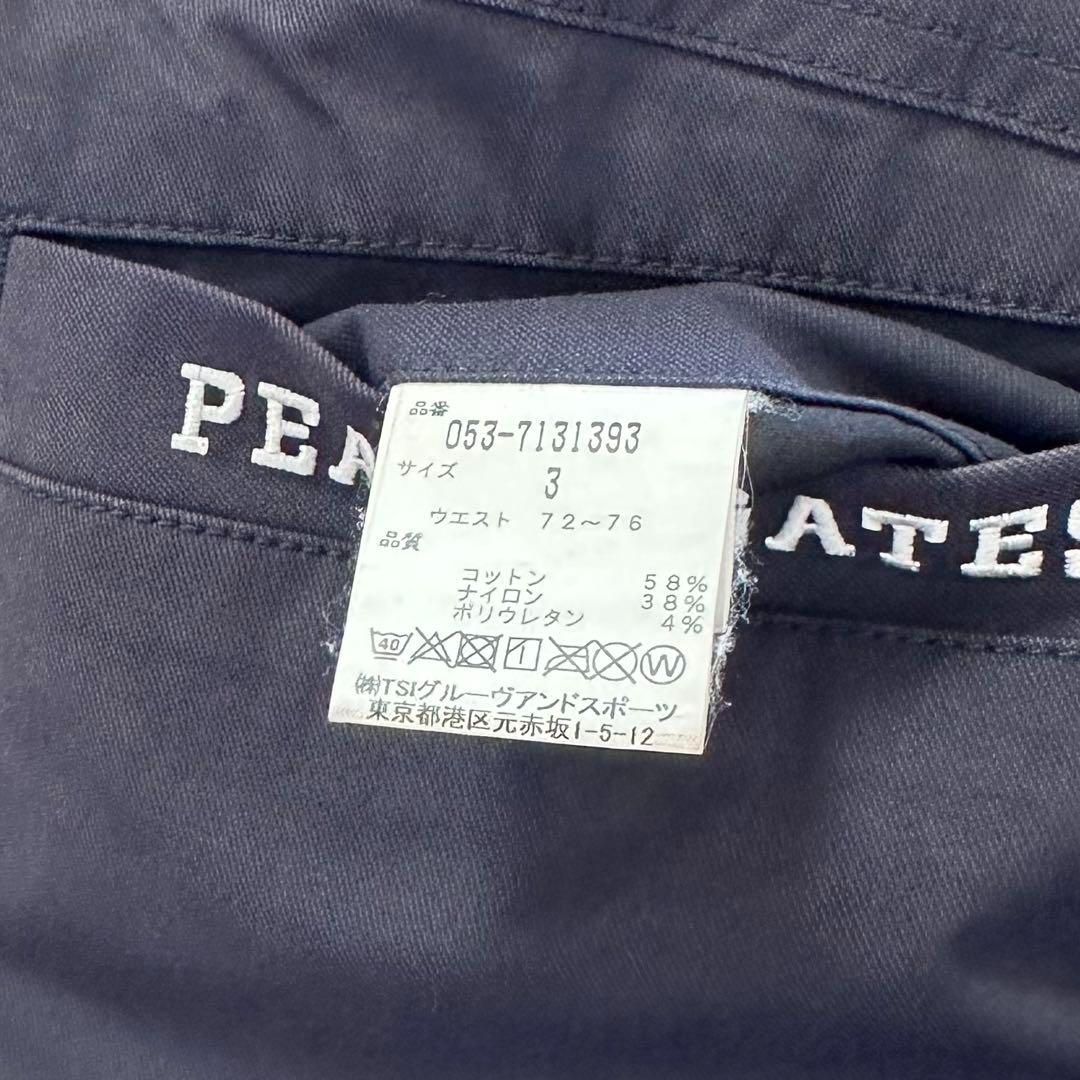 PEA
ATES
品番
053-7131393
サイズ
3
ウエスト 72～76
品質
コットン 58%
ナイロン 38%
ポリウレタン 4%
40 1 W
㈱TSIグルーヴアンドスポーツ
東京都港区元赤坂1-5-12